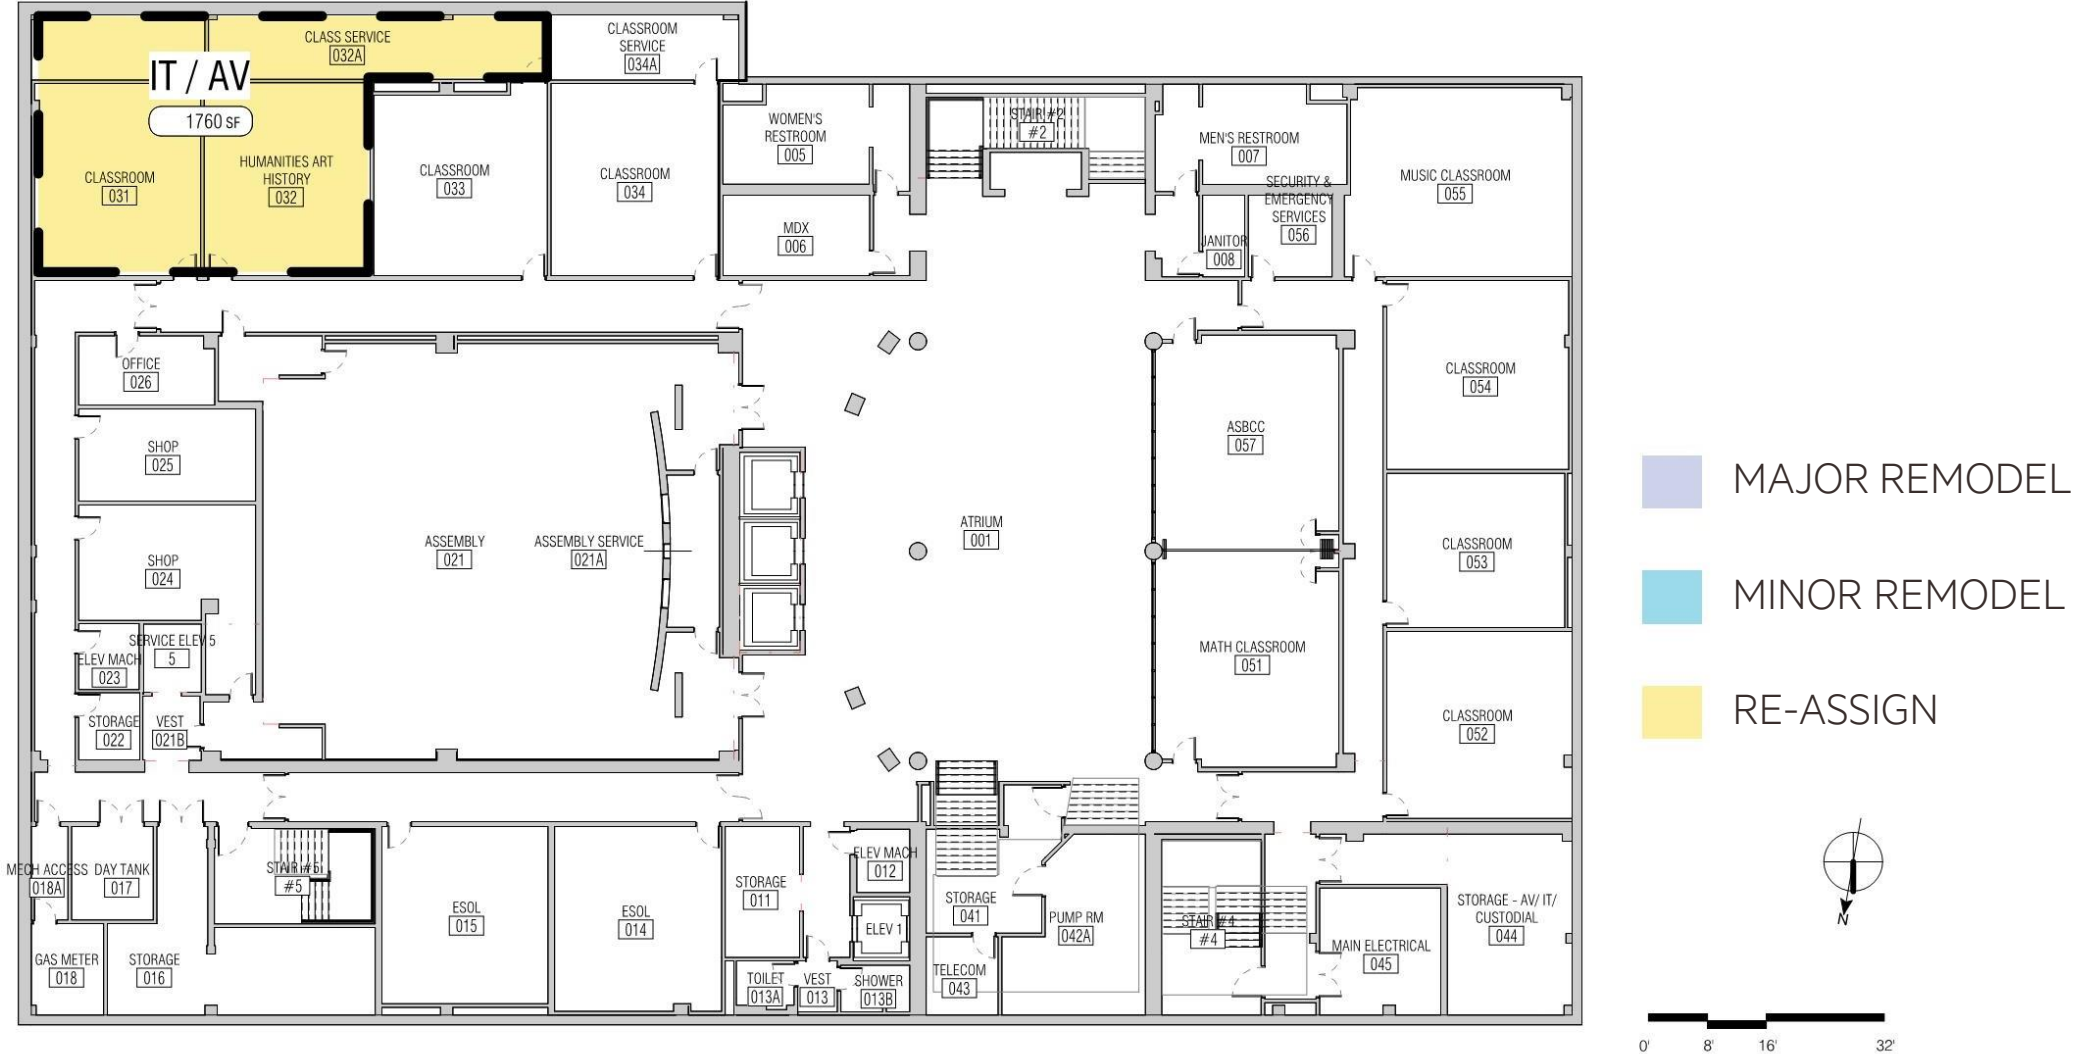 CLASS SERVICE
032A
CLASSROOM
SERVICE
034A
IT / AV
1760 SF
CLASSROOM
031
HUMANITIES ART
HISTORY
032
CLASSROOM
033
CLASSROOM
034
WOMEN'S
RESTROOM
005
MDX
006
STAIR #2
#2
MEN'S RESTROOM
007
SECURITY &
EMERGENCY
SERVICES
056
JANITOR
008
MUSIC CLASSROOM
055
OFFICE
026
SHOP
025
SHOP
024
SERVICE ELEV 5
5
ELEV MACH
023
STORAGE
022
VEST
021B
ASSEMBLY
021
ASSEMBLY SERVICE
021A
ATRIUM
001
ASBCC
057
MATH CLASSROOM
051
CLASSROOM
054
CLASSROOM
053
CLASSROOM
052
MECH ACCESS
018A
DAY TANK
017
STAIR #5
#5
GAS METER
018
STORAGE
016
ESOL
015
ESOL
014
STORAGE
011
ELEV MACH
012
ELEV 1
TOILET
013A
VEST
013
SHOWER
013B
STORAGE
041
TELECOM
043
PUMP RM
042A
STAIR #4
#4
MAIN ELECTRICAL
045
STORAGE - AV/ IT/
CUSTODIAL
044
MAJOR REMODEL
MINOR REMODEL
RE-ASSIGN
N
0' 8' 16' 32'